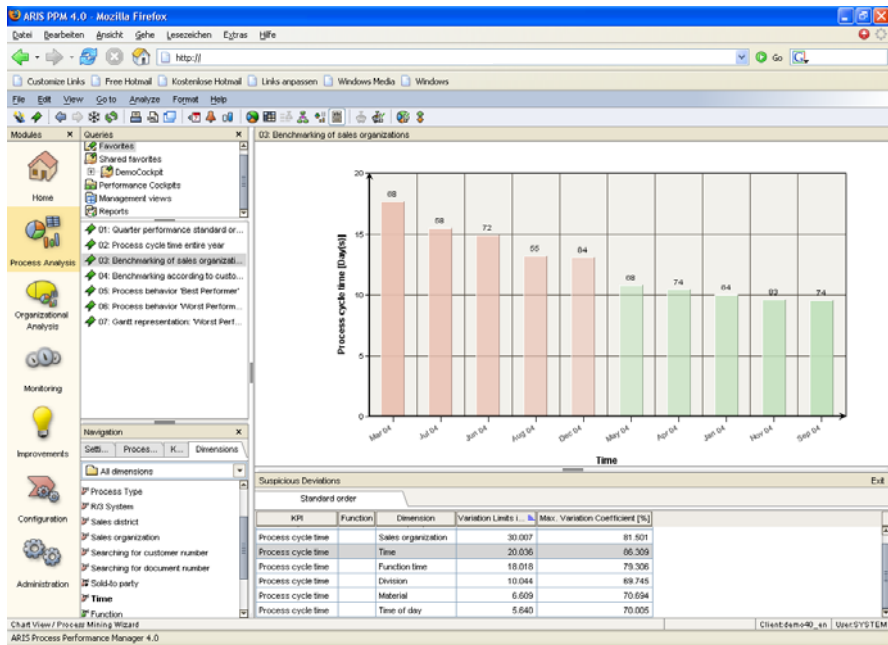 ARIS PPM 4.0 - Mozilla Firefox
Datei Bearbeiten Ansicht Gehe Lesezeichen Extras Hilfe
http://
Go
G
Customize Links Free Hotmail Kostenlose Hotmail Links anpassen Windows Media Windows
File Edit View Go to Analyze Format Help
Modules x
Home
Process Analysis
Organizational
Analysis
Monitoring
Improvements
Configuration
Administration
Queries x
Favorites
Shared favorites
DemoCockpit
Performance Cockpits
Management views
Reports
01: Quarter performance standard or...
02: Process cycle time entire year
03: Benchmarking of sales organizati...
04: Benchmarking according to custo...
05: Process behavior 'Best Performer'
06: Process behavior 'Worst Perform...
07: Gantt representation: 'Worst Perf...
Navigation x
Setti... Proces... K... Dimensions
All dimensions
Process Type
R/3 System
Sales district
Sales organization
Searching for customer number
Searching for document number
Sold-to party
Time
Function
03: Benchmarking of sales organizations
Process cycle time [Day(s)]
20
15
10
5
0
68
58
72
55
84
68
74
64
74
Mar 04
Jul 04
Jun 04
Aug 04
Dec 04
May 04
Apr 04
Jan 04
Nov 04
Sep 04
Time
Suspicious Deviations Exit
Standard order
KPI Function Dimension Variation Limits i... Max. Variation Coefficient [%]
Process cycle time Sales organization 30.007 81.501
Process cycle time Time 20.036 86.309
Process cycle time Function time 18.018 79.306
Process cycle time Division 10.044 69.745
Process cycle time Material 6.609 70.694
Process cycle time Time of day 5.640 70.005
Chart View / Process Mining Wizard Client:demo40_en User:SYSTEM
ARIS Process Performance Manager 4.0